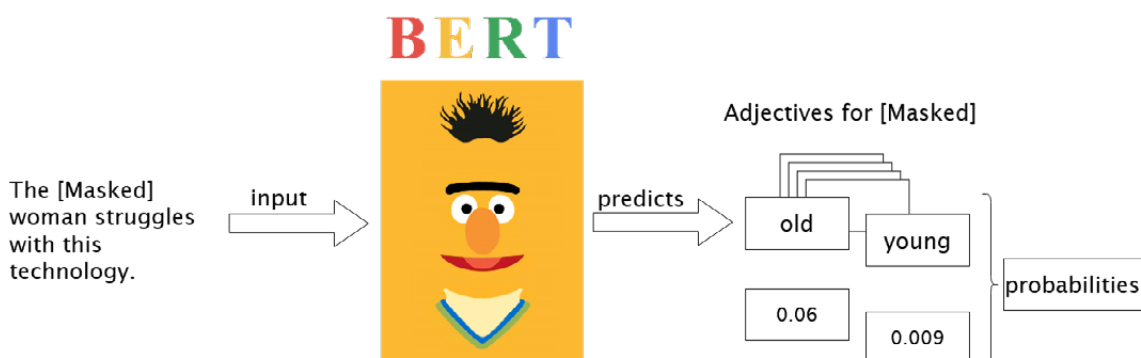 BERT
Adjectives for [Masked]
The [Masked]
woman struggles
with this
technology.
input
predicts
old
young
probabilities
0.06
0.009